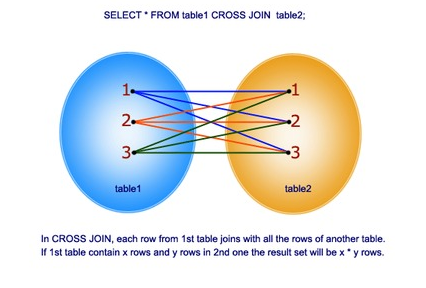 SELECT * FROM table1 CROSS JOIN table2;
1 1
2 2
3 3
table1 table2
In CROSS JOIN, each row from 1st table joins with all the rows of another table.
If 1st table contain x rows and y rows in 2nd one the result set will be x * y rows.